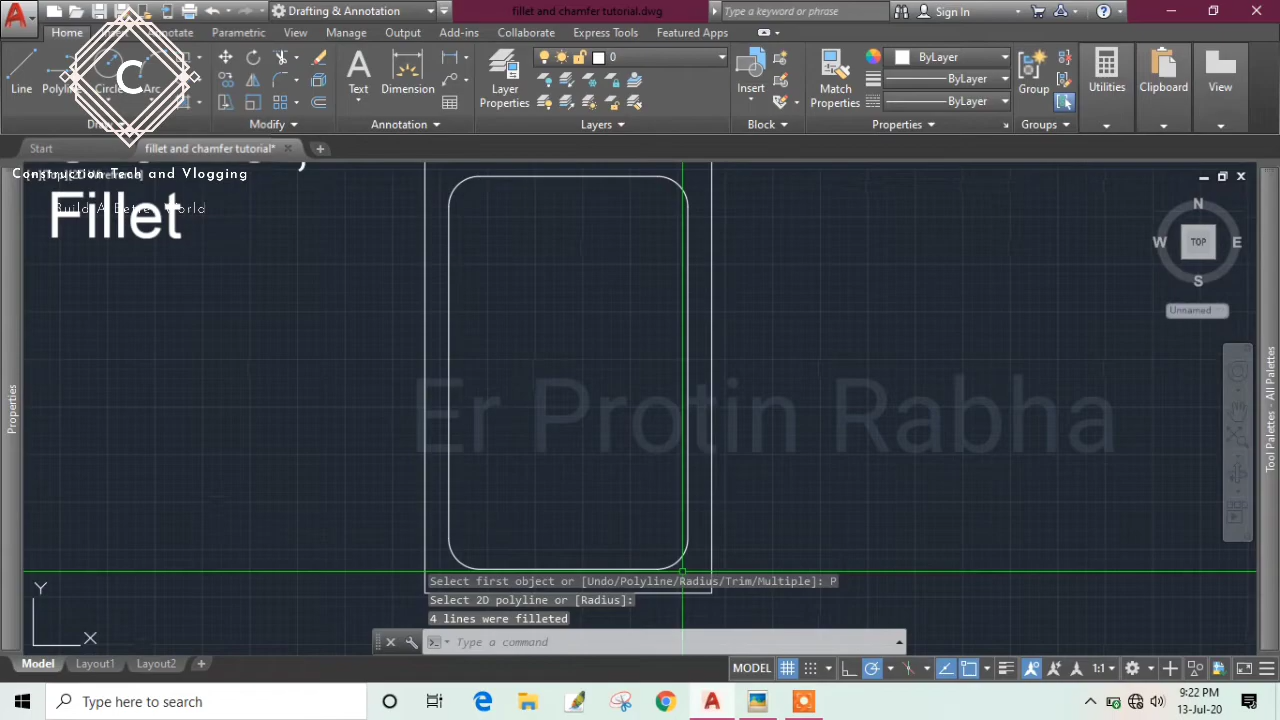 Drafting & Annotation
fillet and chamfer tutorial.dwg
Type a keyword or phrase
Sign In
Home
Annotate
Parametric
View
Manage
Output
Add-ins
Collaborate
Express Tools
Featured Apps
Line
Polyline
Circle
Arc
Text
Dimension
Layer
Properties
0
Insert
Match
Properties
ByLayer
ByLayer
ByLayer
Group
Utilities
Clipboard
View
Modify
Annotation
Layers
Block
Properties
Groups
C
Start
fillet and chamfer tutorial*
Construction Tech and Vlogging
Build A Better World
Fillet
N
W
TOP
E
S
Unnamed
Properties
Tool Palettes - All Palettes
Er Protin Rabha
Select first object or [Undo/Polyline/Radius/Trim/Multiple]: P
Select 2D polyline or [Radius]:
4 lines were filleted
Type a command
Y
X
Model
Layout1
Layout2
MODEL
1:1
Type here to search
9:22 PM
13-Jul-20